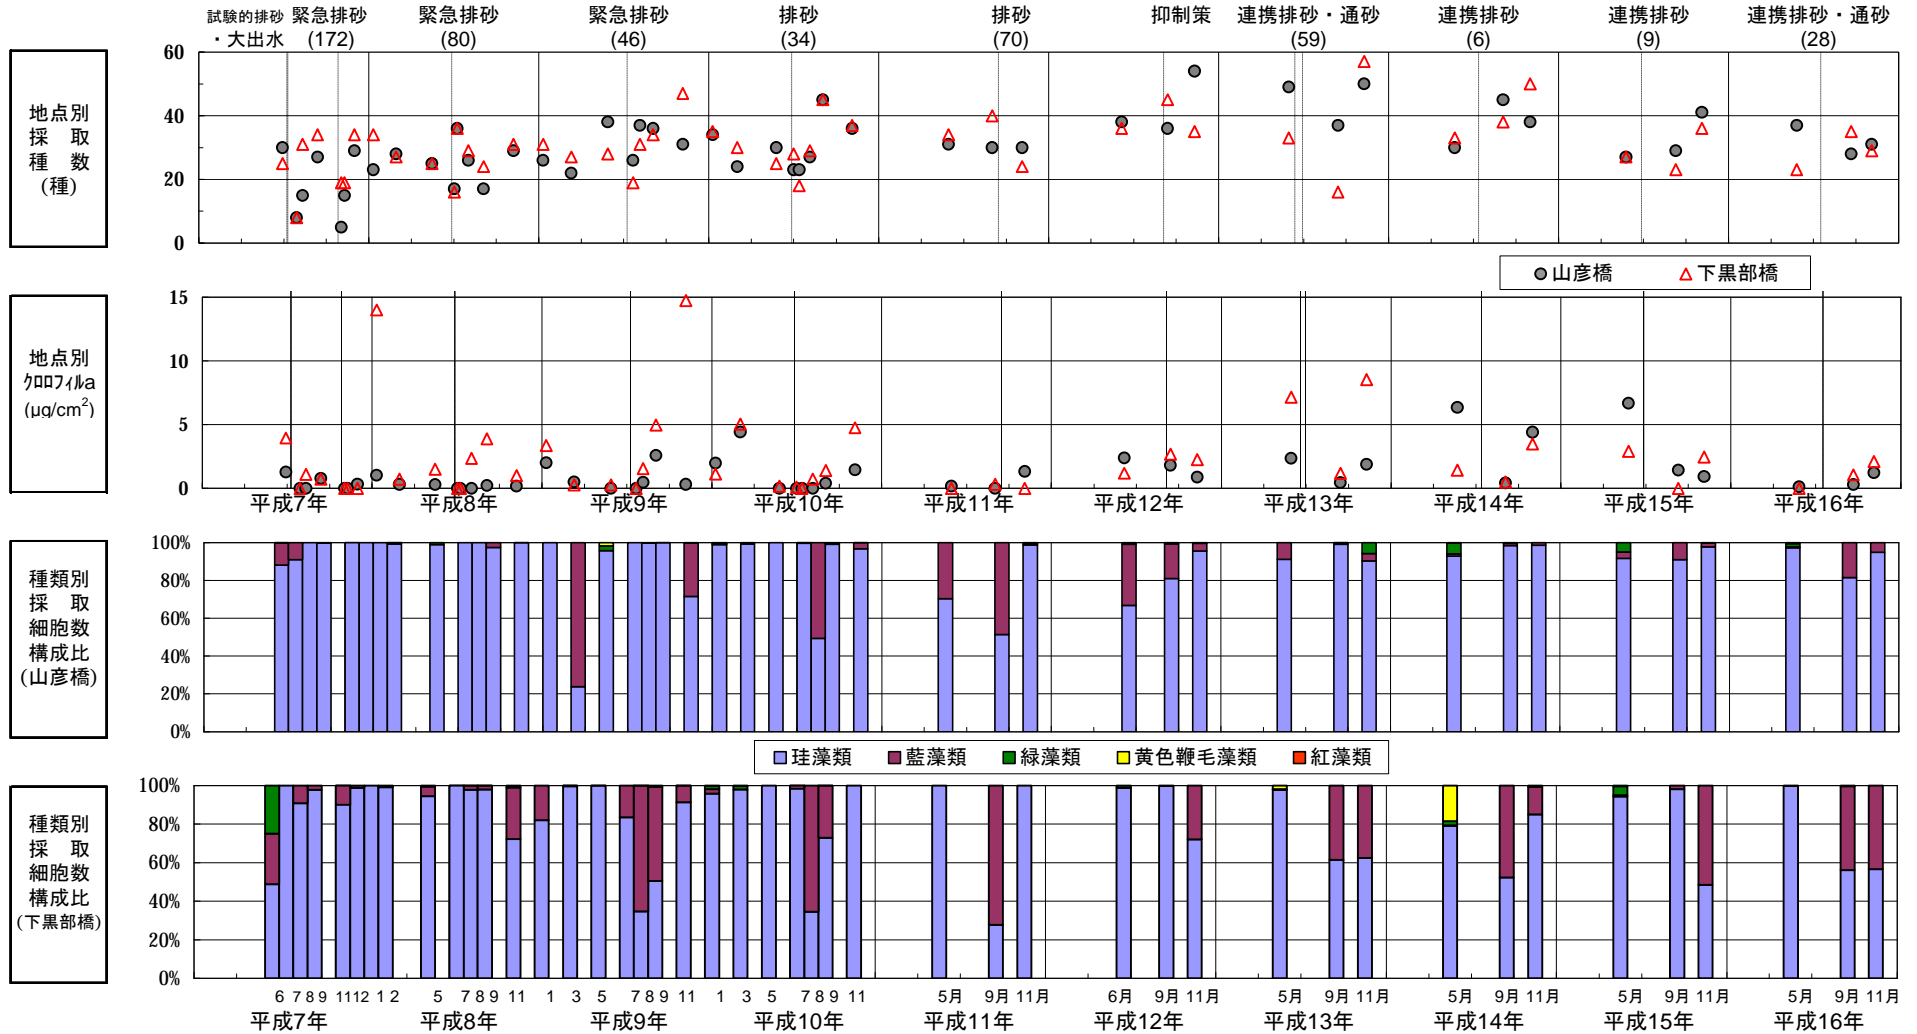 試験的排砂 緊急排砂 緊急排砂 緊急排砂 排砂 排砂 抑制策 連携排砂・通砂 連携排砂 連携排砂 連携排砂・通砂
・大出水 (172) (80) (46) (34) (70) (59) (6) (9) (28)
地点別
採 取
種 数
(種)
60
40
20
0
山彦橋 下黒部橋
地点別
クロロフィルa
(μg/cm2)
15
10
5
0
平成7年 平成8年 平成9年 平成10年 平成11年 平成12年 平成13年 平成14年 平成15年 平成16年
種類別
採 取
細胞数
構成比
(山彦橋)
100%
80%
60%
40%
20%
0%
珪藻類 藍藻類 緑藻類 黄色鞭毛藻類 紅藻類
種類別
採 取
細胞数
構成比
(下黒部橋)
100%
80%
60%
40%
20%
0%
6 7 8 9 11 12 1 2 5 7 8 9 11 1 3 5 7 8 9 11 1 3 5 7 8 9 11 5月 9月 11月 6月 9月 11月 5月 9月 11月 5月 9月 11月 5月 9月 11月 5月 9月 11月
平成7年 平成8年 平成9年 平成10年 平成11年 平成12年 平成13年 平成14年 平成15年 平成16年